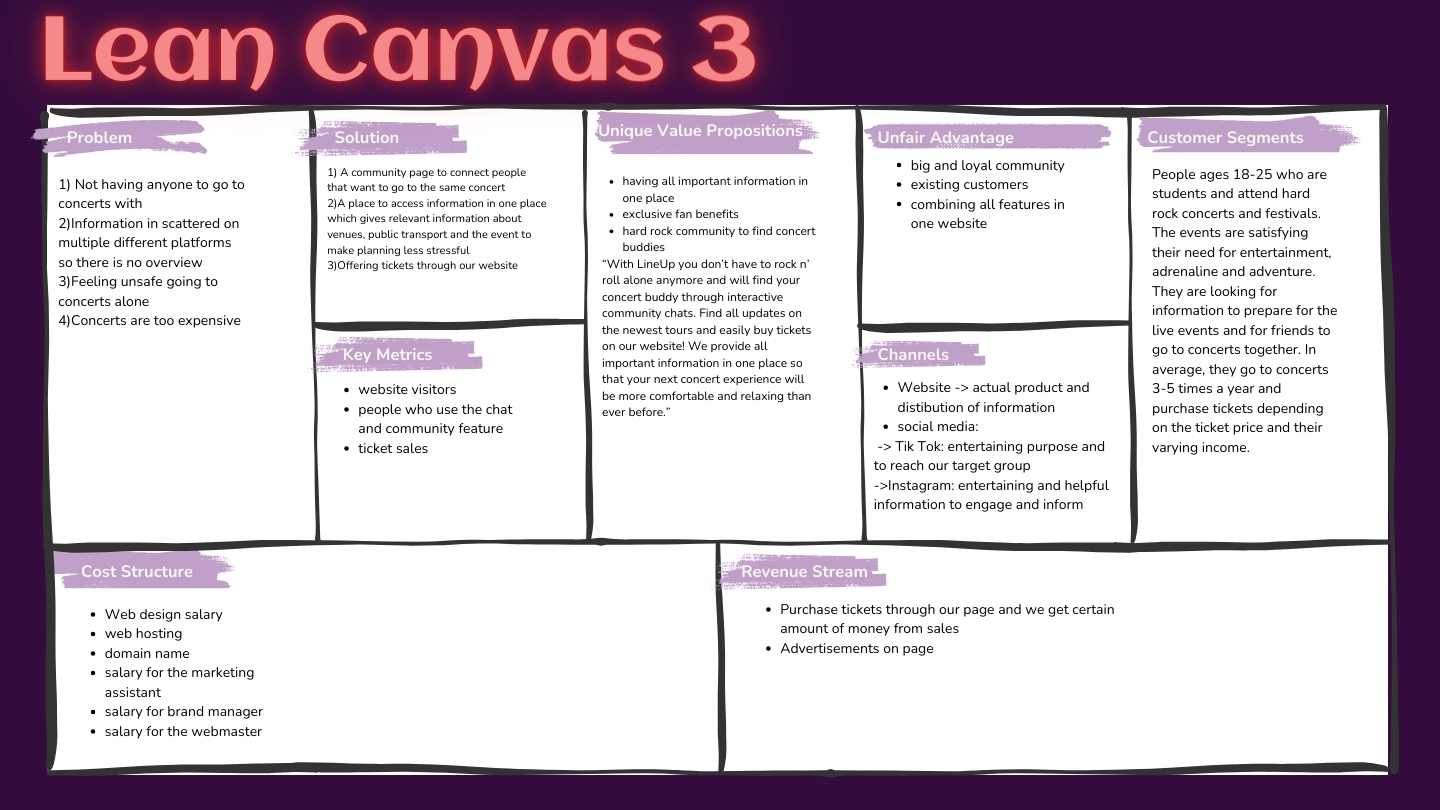 Lean Canvas 3
Problem
1) Not having anyone to go to
concerts with
2)Information in scattered on
multiple different platforms
so there is no overview
3)Feeling unsafe going to
concerts alone
4)Concerts are too expensive
Solution
1) A community page to connect people
that want to go to the same concert
2)A place to access information in one place
which gives relevant information about
venues, public transport and the event to
make planning less stressful
3)Offering tickets through our website
Key Metrics
• website visitors
• people who use the chat
and community feature
• ticket sales
Unique Value Propositions
• having all important information in
one place
• exclusive fan benefits
• hard rock community to find concert
buddies
“With LineUp you don’t have to rock n’
roll alone anymore and will find your
concert buddy through interactive
community chats. Find all updates on
the newest tours and easily buy tickets
on our website! We provide all
important information in one place so
that your next concert experience will
be more comfortable and relaxing than
ever before.”
Unfair Advantage
• big and loyal community
• existing customers
• combining all features in
one website
Channels
• Website -> actual product and
distibution of information
• social media:
-> Tik Tok: entertaining purpose and
to reach our target group
->Instagram: entertaining and helpful
information to engage and inform
Customer Segments
People ages 18-25 who are
students and attend hard
rock concerts and festivals.
The events are satisfying
their need for entertainment,
adrenaline and adventure.
They are looking for
information to prepare for the
live events and for friends to
go to concerts together. In
average, they go to concerts
3-5 times a year and
purchase tickets depending
on the ticket price and their
varying income.
Cost Structure
• Web design salary
• web hosting
• domain name
• salary for the marketing
assistant
• salary for brand manager
• salary for the webmaster
Revenue Stream
• Purchase tickets through our page and we get certain
amount of money from sales
• Advertisements on page